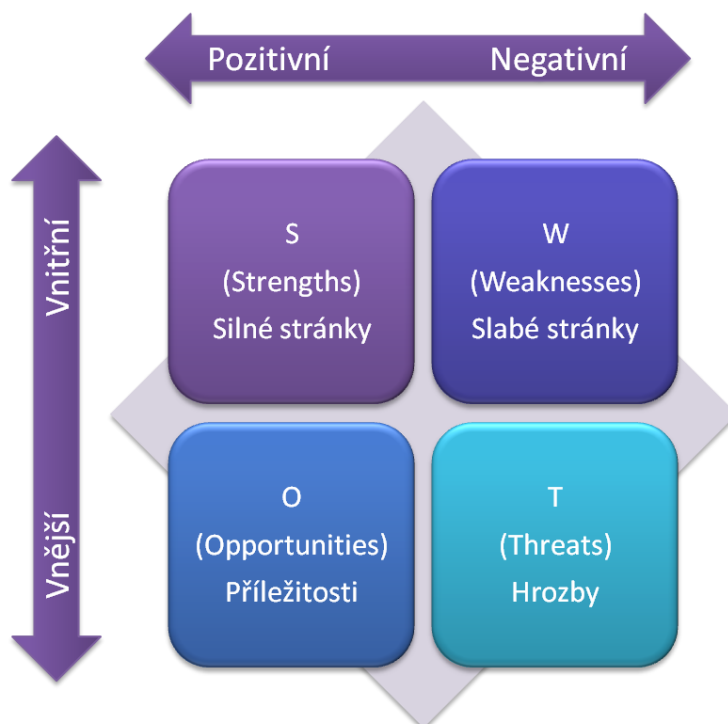 Pozitivní
Negativní
Vnitřní
S
(Strengths)
Silné stránky
W
(Weaknesses)
Slabé stránky
Vnější
O
(Opportunities)
Příležitosti
T
(Threats)
Hrozby